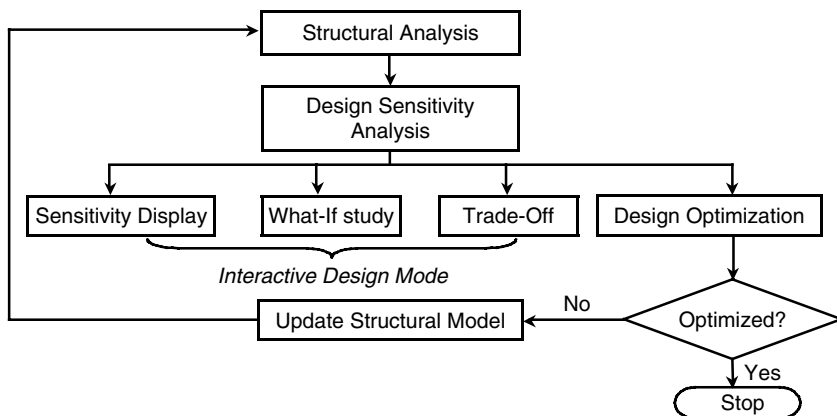 Structural Analysis
Design Sensitivity
Analysis
Sensitivity Display
What-If study
Trade-Off
Design Optimization
Interactive Design Mode
Update Structural Model
No
Optimized?
Yes
Stop